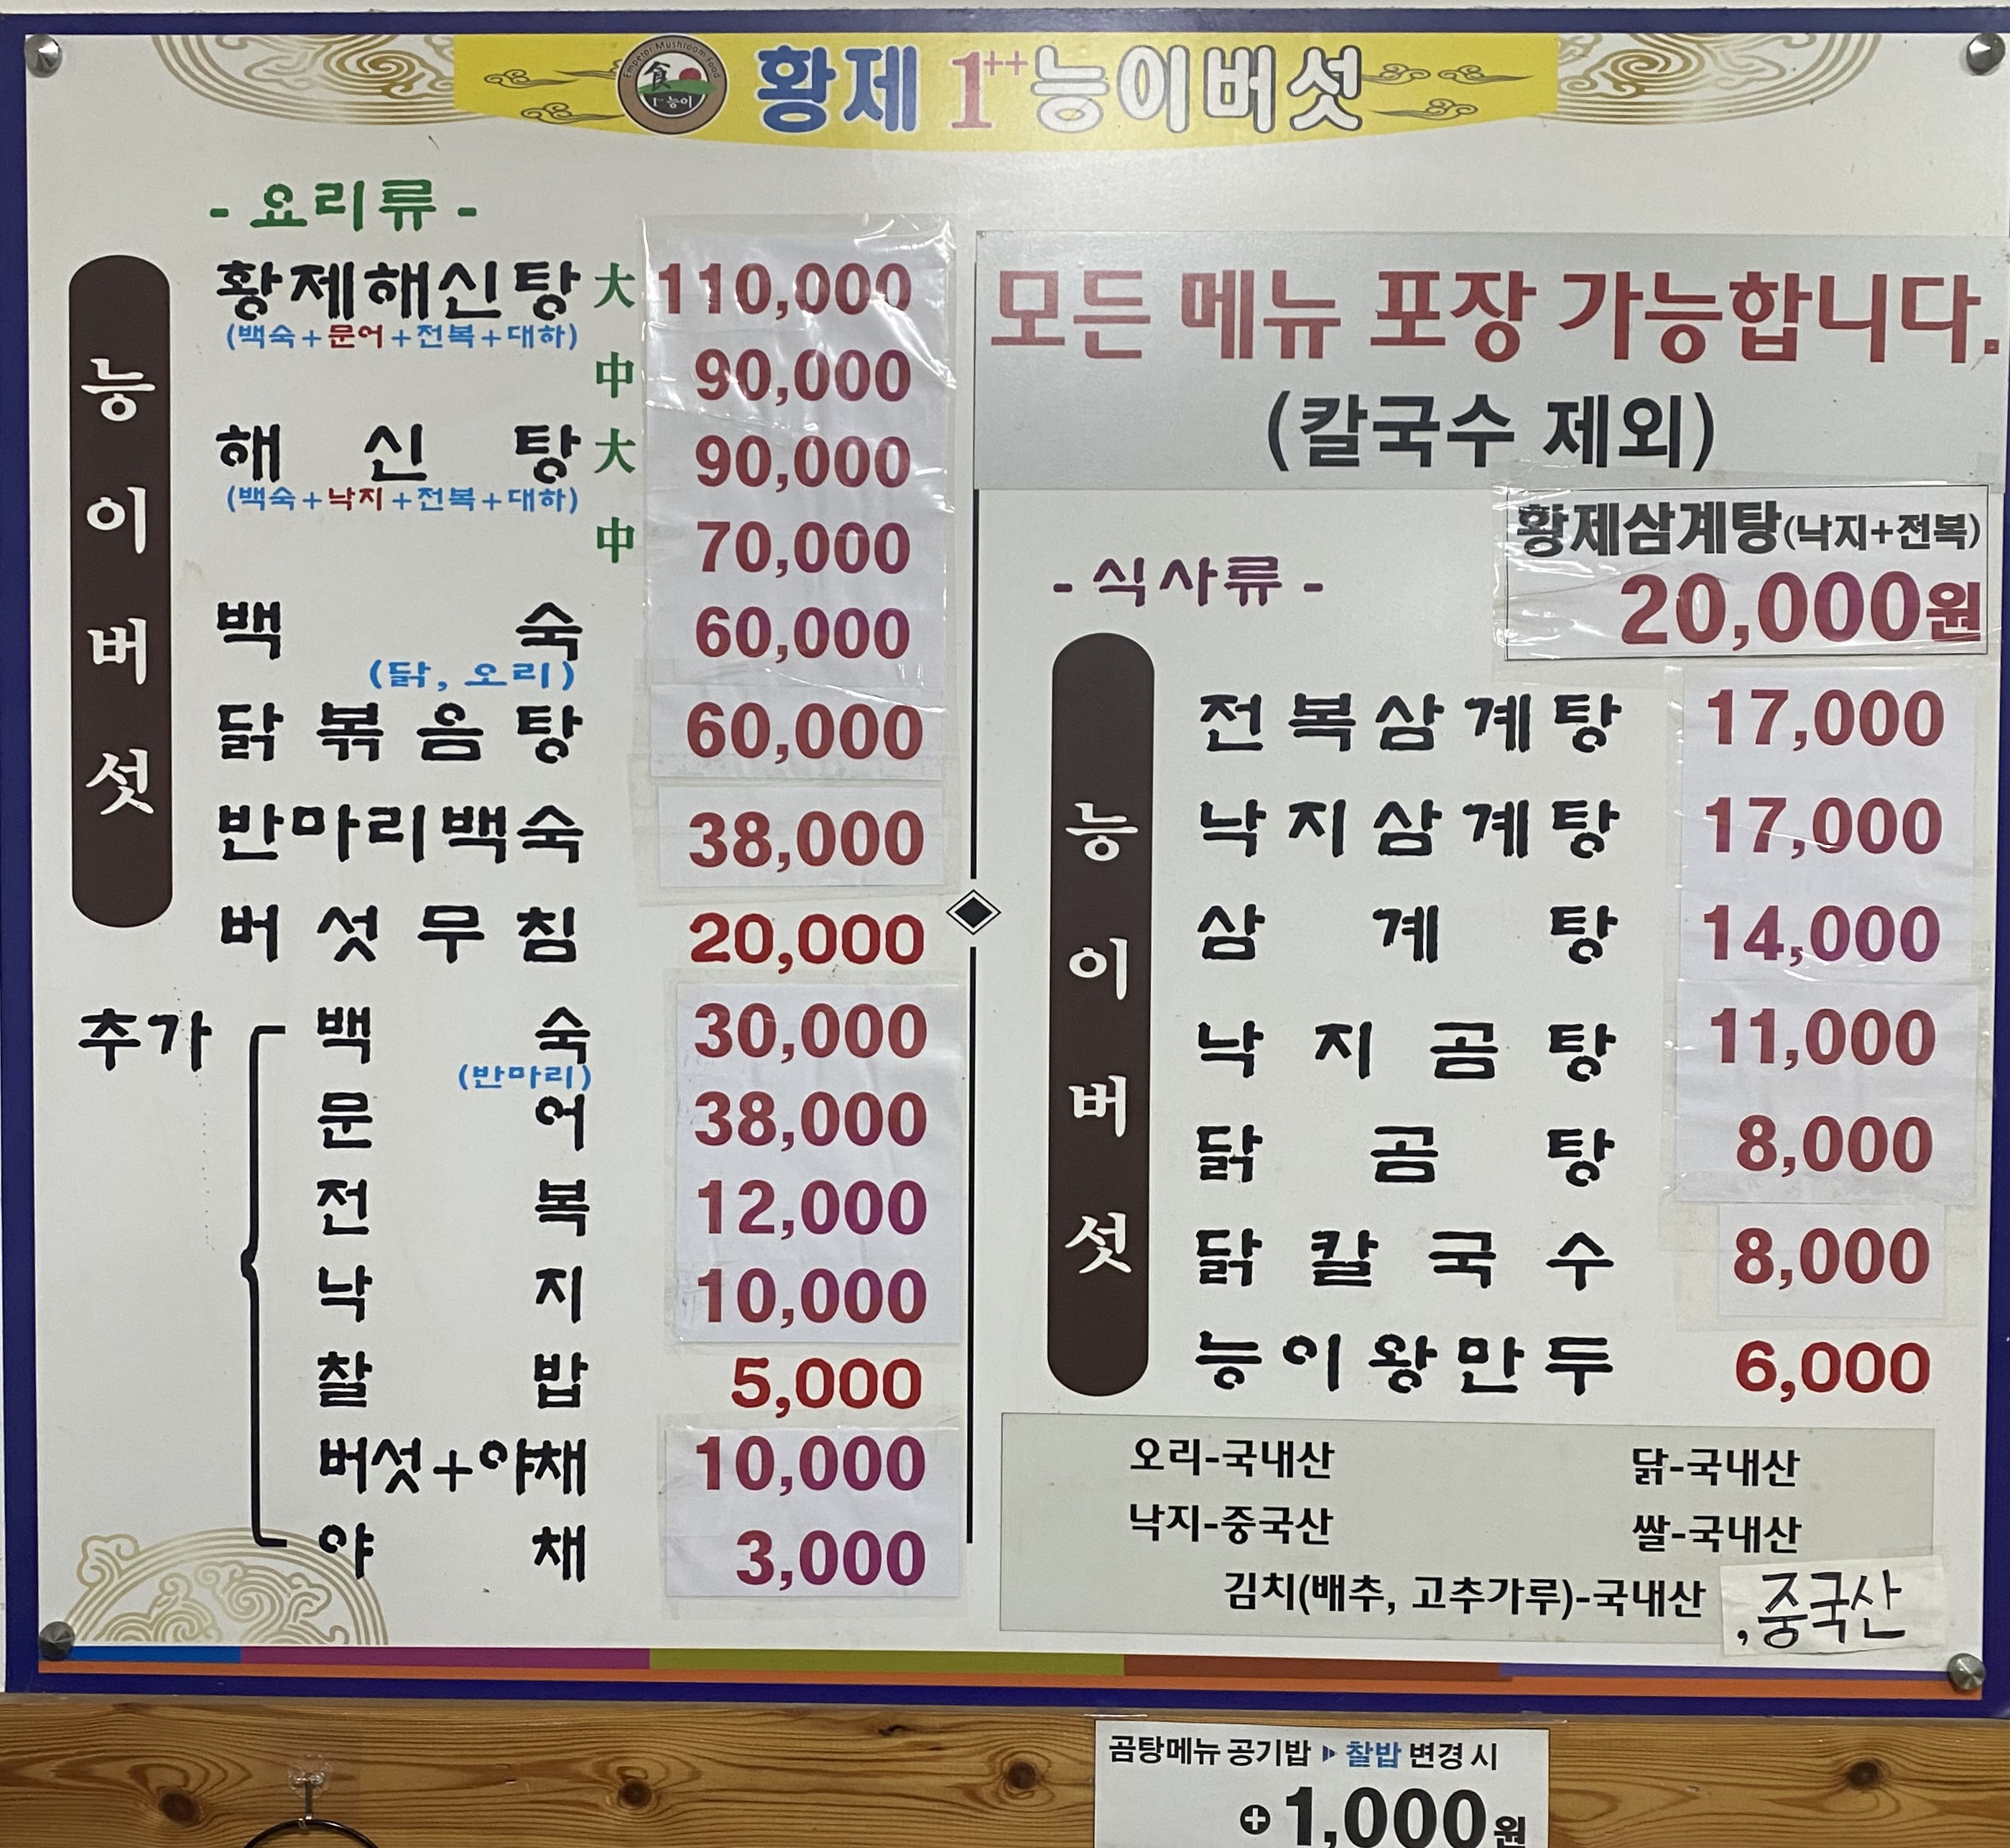 Emperor Mushroom Food
食
1++ 능이
황제 1++능이버섯
- 요리류 -
능이버섯
황제해신탕 大 110,000
(백숙+문어+전복+대하)
中 90,000
해신탕 大 90,000
(백숙+낙지+전복+대하)
中 70,000
백숙 60,000
(닭, 오리)
닭볶음탕 60,000
반마리백숙 38,000
버섯무침 20,000
추가
백숙 30,000
(반마리)
문어 38,000
전복 12,000
낙지 10,000
찰밥 5,000
버섯+야채 10,000
야채 3,000
모든 메뉴 포장 가능합니다.
(칼국수 제외)
황제삼계탕(낙지+전복)
20,000원
- 식사류 -
능이버섯
전복삼계탕 17,000
낙지삼계탕 17,000
삼계탕 14,000
낙지곰탕 11,000
닭곰탕 8,000
닭칼국수 8,000
능이왕만두 6,000
오리-국내산 닭-국내산
낙지-중국산 쌀-국내산
김치(배추, 고추가루)-국내산 ,중국산
곰탕메뉴 공기밥 ▶ 찰밥 변경 시
+1,000원